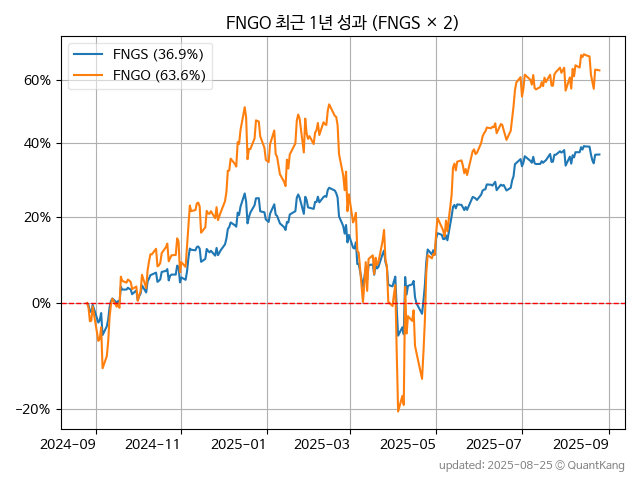 FNGO 최근 1년 성과 (FNGS × 2)
FNGS (36.9%)
FNGO (63.6%)
60%
40%
20%
0%
−20%
2024-09 2024-11 2025-01 2025-03 2025-05 2025-07 2025-09
updated: 2025-08-25 © QuantKang